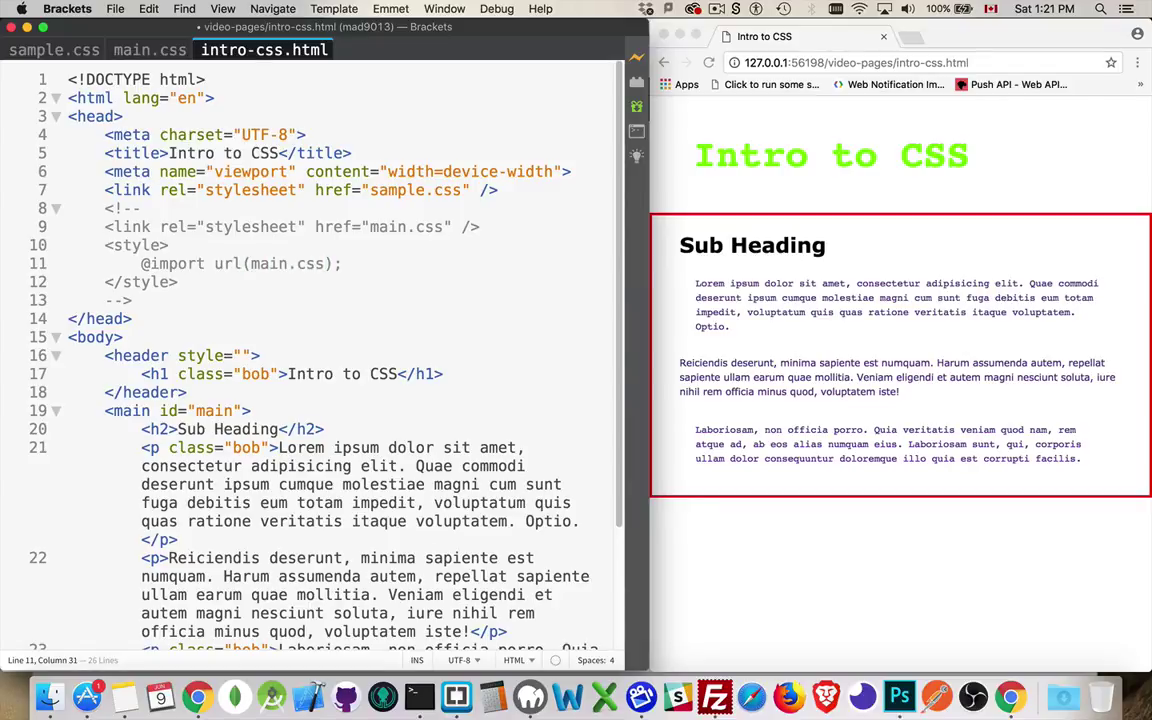 Brackets File Edit Find View Navigate Template Emmet Window Debug Help
100% Sat 1:21 PM
• video-pages/intro-css.html (mad9013) — Brackets
sample.css main.css intro-css.html
1 <!DOCTYPE html>
2 <html lang="en">
3 <head>
4 <meta charset="UTF-8">
5 <title>Intro to CSS</title>
6 <meta name="viewport" content="width=device-width">
7 <link rel="stylesheet" href="sample.css" />
8 <!--
9 <link rel="stylesheet" href="main.css" />
10 <style>
11 @import url(main.css);
12 </style>
13 -->
14 </head>
15 <body>
16 <header style="">
17 <h1 class="bob">Intro to CSS</h1>
18 </header>
19 <main id="main">
20 <h2>Sub Heading</h2>
21 <p class="bob">Lorem ipsum dolor sit amet,
consectetur adipisicing elit. Quae commodi
deserunt ipsum cumque molestiae magni cum sunt
fuga debitis eum totam impedit, voluptatum quis
quas ratione veritatis itaque voluptatem. Optio.
</p>
22 <p>Reiciendis deserunt, minima sapiente est
numquam. Harum assumenda autem, repellat sapiente
ullam earum quae mollitia. Veniam eligendi et
autem magni nesciunt soluta, iure nihil rem
officia minus quod, voluptatem iste!</p>
23 <p class="bob">Laboriosam, non officia porro. Quia
Line 11, Column 31 — 26 Lines
INS UTF-8 HTML Spaces: 4
Intro to CSS
127.0.0.1:56198/video-pages/intro-css.html
Apps Click to run some s... Web Notification Im... Push API - Web API... »
Intro to CSS
Sub Heading
Lorem ipsum dolor sit amet, consectetur adipisicing elit. Quae commodi
deserunt ipsum cumque molestiae magni cum sunt fuga debitis eum totam
impedit, voluptatum quis quas ratione veritatis itaque voluptatem.
Optio.
Reiciendis deserunt, minima sapiente est numquam. Harum assumenda autem, repellat
sapiente ullam earum quae mollitia. Veniam eligendi et autem magni nesciunt soluta, iure
nihil rem officia minus quod, voluptatem iste!
Laboriosam, non officia porro. Quia veritatis veniam quod nam, rem
atque ad, ab eos alias numquam eius. Laboriosam sunt, qui, corporis
ullam dolor consequuntur doloremque illo quia est corrupti facilis.